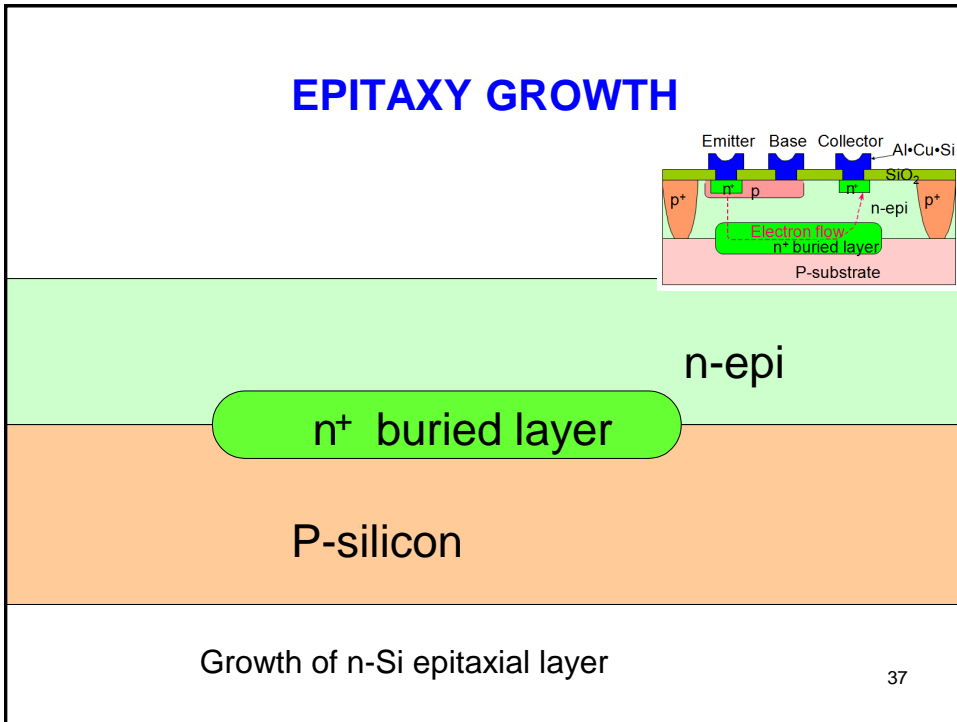 EPITAXY GROWTH
Emitter Base Collector
Al•Cu•Si
SiO₂
n⁺ p n⁺
p⁺ n-epi p⁺
Electron flow
n⁺ buried layer
P-substrate
n-epi
n⁺ buried layer
P-silicon
Growth of n-Si epitaxial layer
37